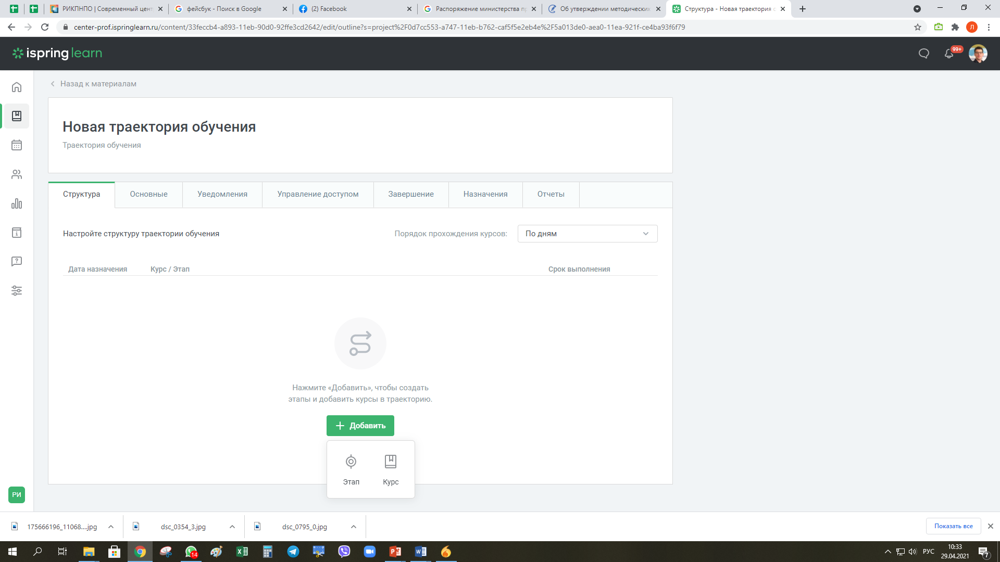 РИКПНПО | Современный цент
фейсбук - Поиск в Google
(2) Facebook
Распоряжение министерства пр
Об утверждении методических
Структура - Новая траектория о
center-prof.ispringlearn.ru/content/33feccb4-a893-11eb-90d0-92ffe3cd2642/edit/outline?s=project%2F0d7cc553-a747-11eb-b762-caf5f5e2eb4e%2F5a013de0-aea0-11ea-921f-ce4ba93f6f79
Л
ispring learn
99+
Назад к материалам
Новая траектория обучения
Траектория обучения
Структура
Основные
Уведомления
Управление доступом
Завершение
Назначения
Отчеты
Настройте структуру траектории обучения
Порядок прохождения курсов:
По дням
Дата назначения
Курс / Этап
Срок выполнения
Нажмите «Добавить», чтобы создать
этапы и добавить курсы в траекторию.
Добавить
Этап
Курс
РИ
175666196_11068....jpg
dsc_0354_3.jpg
dsc_0795_0.jpg
Показать все
14
РУС
10:33
29.04.2021
7